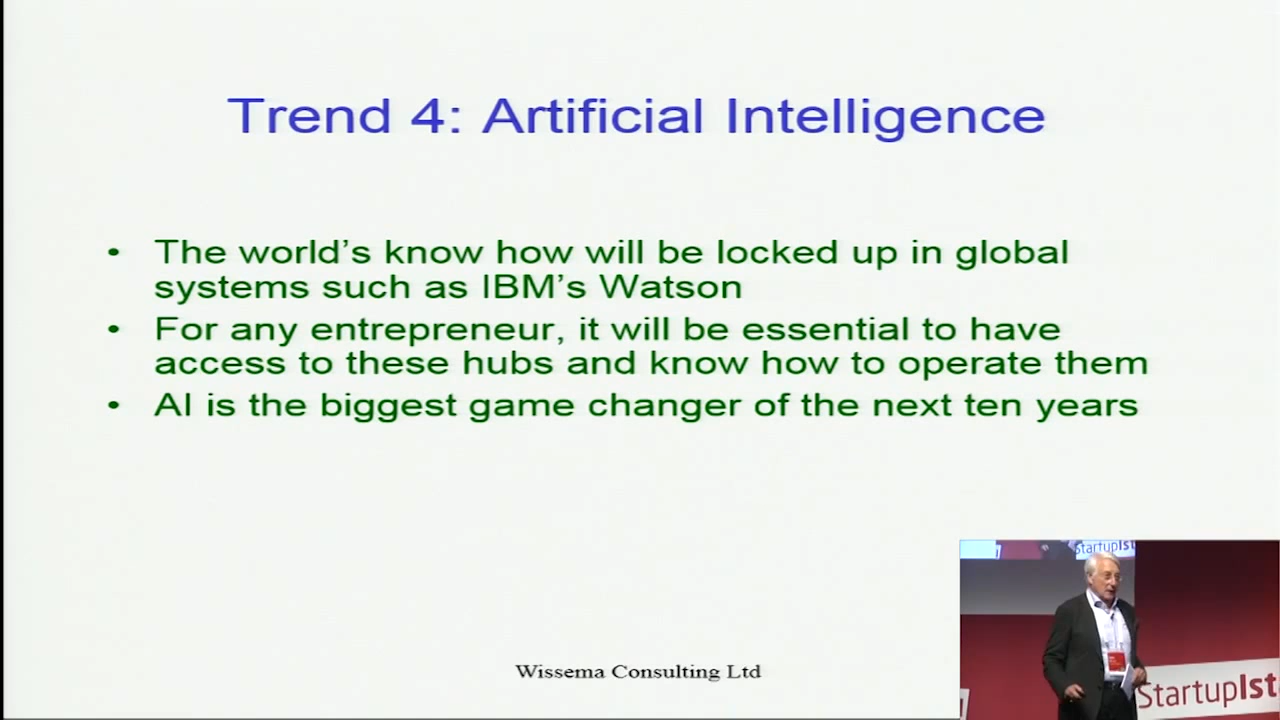 Trend 4: Artificial Intelligence
• The world's know how will be locked up in global
systems such as IBM's Watson
• For any entrepreneur, it will be essential to have
access to these hubs and know how to operate them
• AI is the biggest game changer of the next ten years
Wissema Consulting Ltd
StartupIst
StartupIst